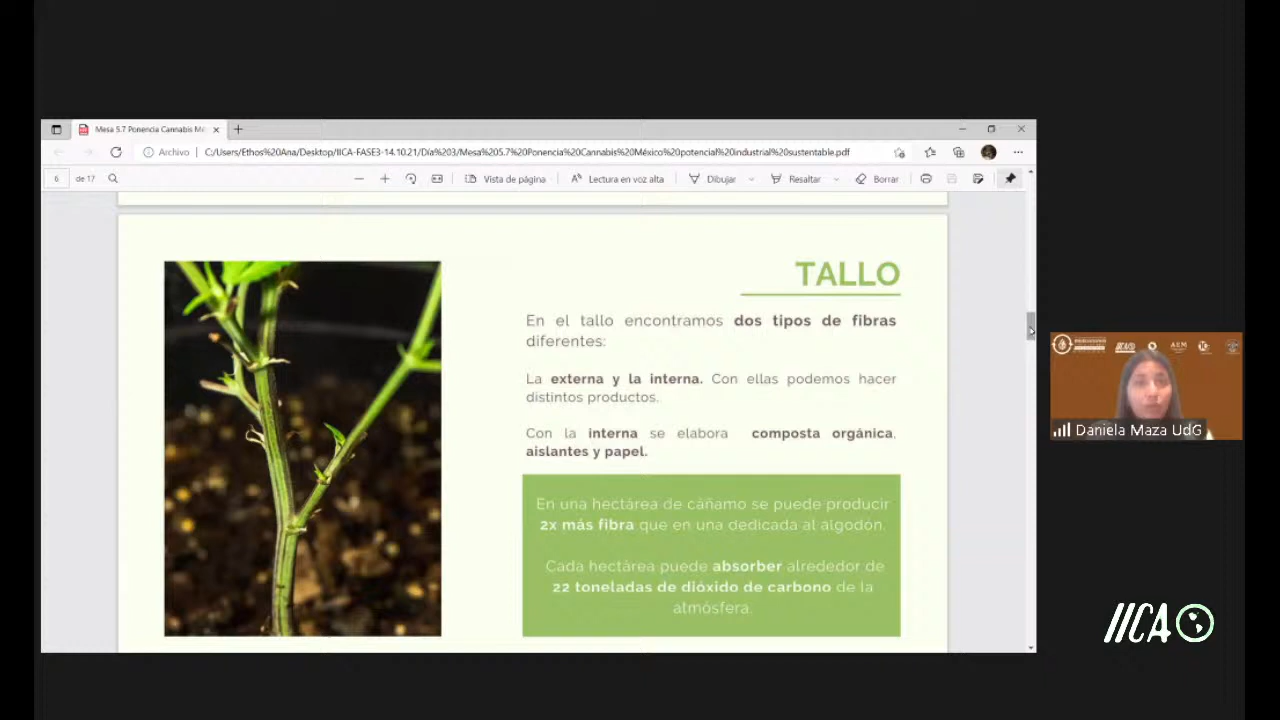 Mesa 5.7 Ponencia Cannabis Mé
Archivo
C:/Users/Ethos%20Ana/Desktop/IICA-FASE3-14.10.21/Día%203/Mesa%205.7%20Ponencia%20Cannabis%20México%20potencial%20industrial%20sustentable.pdf
6 de 17
Vista de página
Lectura en voz alta
Dibujar
Resaltar
Borrar
TALLO
En el tallo encontramos dos tipos de fibras
diferentes:
La externa y la interna. Con ellas podemos hacer
distintos productos.
Con la interna se elabora composta orgánica,
aislantes y papel.
En una hectárea de cáñamo se puede producir
2x más fibra que en una dedicada al algodón.
Cada hectárea puede absorber alrededor de
22 toneladas de dióxido de carbono de la
atmósfera.
Daniela Maza UdG
IICA